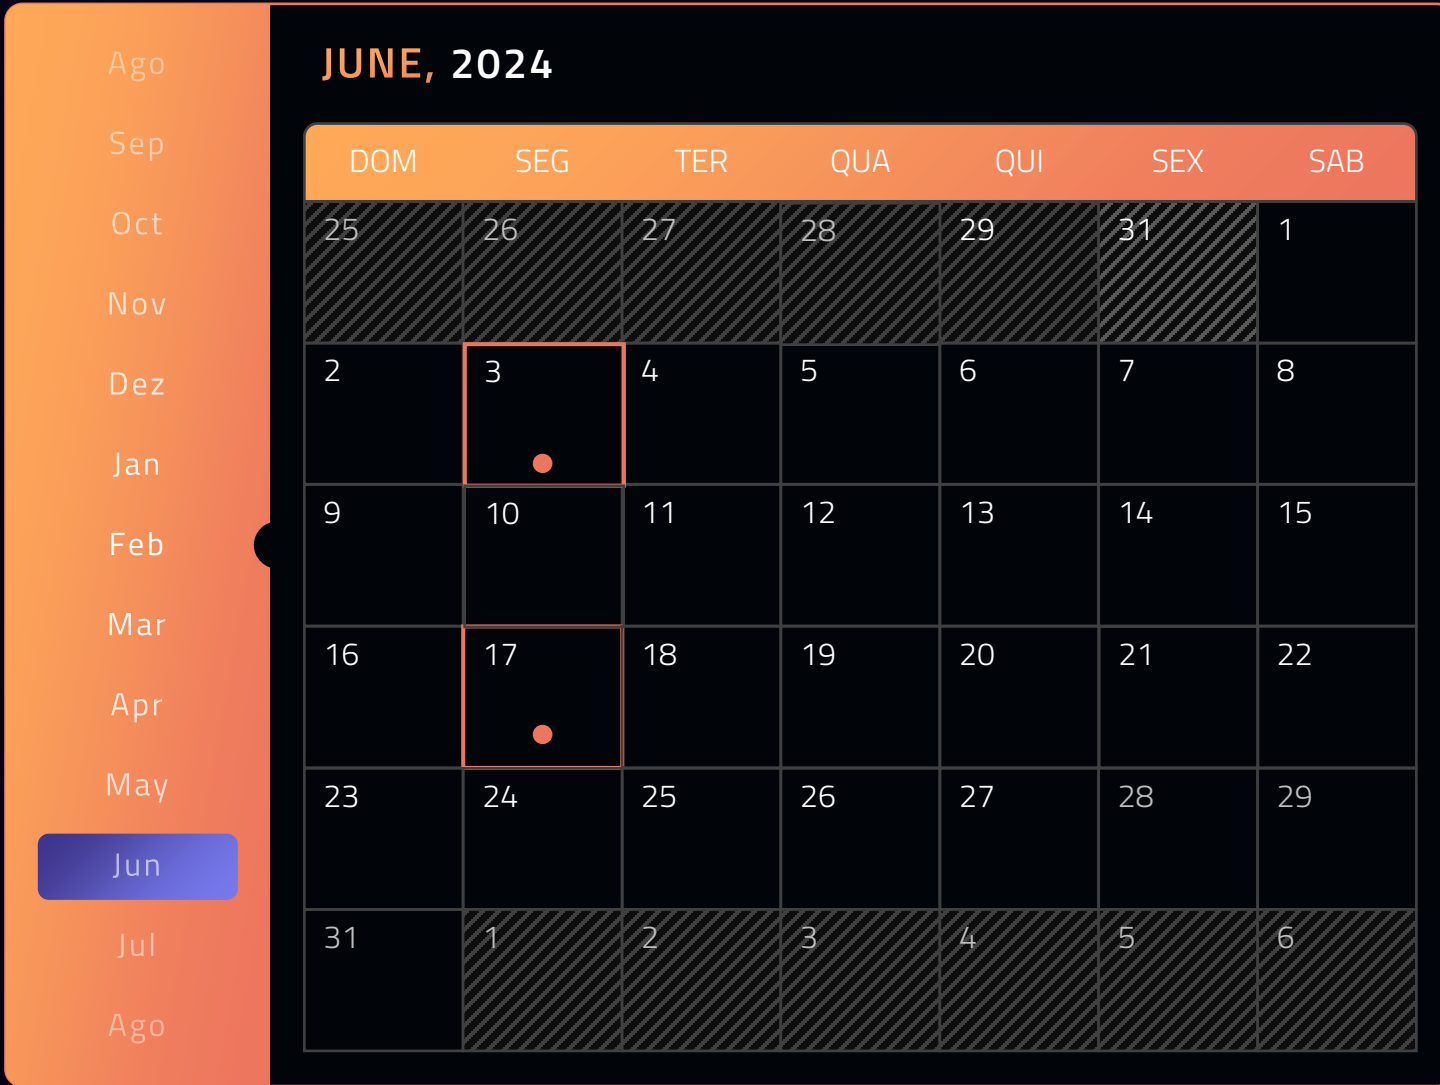 Ago
Sep
Oct
Nov
Dez
Jan
Feb
Mar
Apr
May
Jun
Jul
Ago
JUNE, 2024
DOM SEG TER QUA QUI SEX SAB
25 26 27 28 29 31 1
2 3 4 5 6 7 8
9 10 11 12 13 14 15
16 17 18 19 20 21 22
23 24 25 26 27 28 29
31 1 2 3 4 5 6